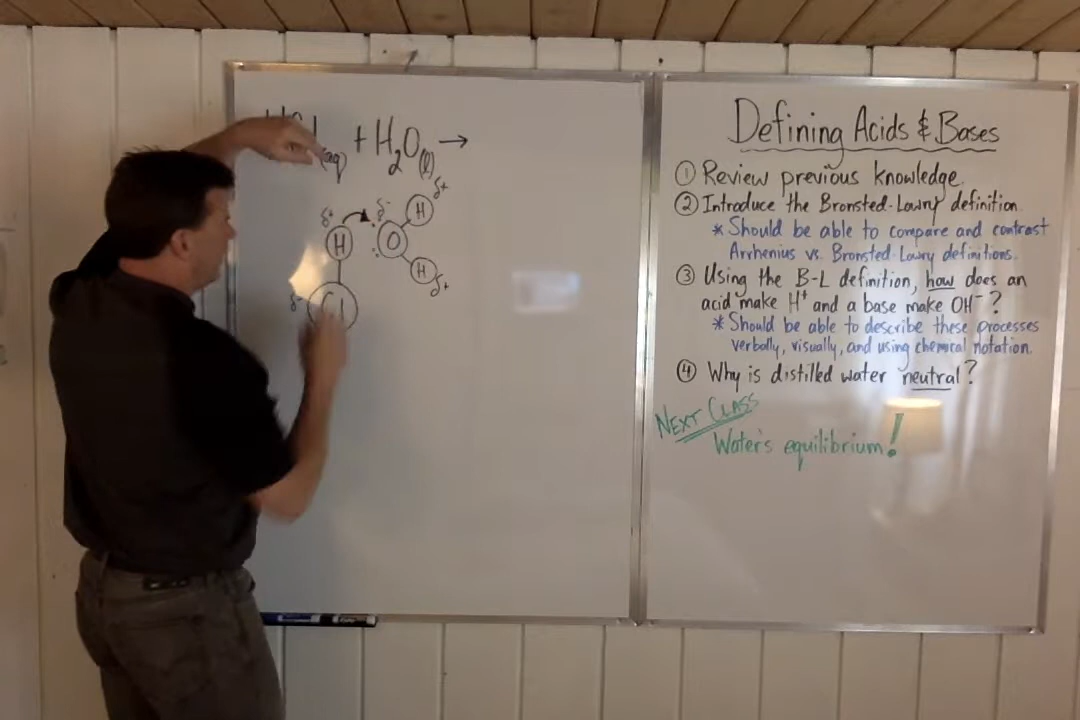 (aq) + H₂O(l) →
δ+ δ- H δ+
H : O :
H δ+
δ- Cl
Defining Acids & Bases
① Review previous knowledge.
② Introduce the Bronsted-Lowry definition.
* Should be able to compare and contrast
Arrhenius vs. Bronsted-Lowry definitions.
③ Using the B-L definition, how does an
acid make H⁺ and a base make OH⁻?
* Should be able to describe these processes
verbally, visually, and using chemical notation.
④ Why is distilled water neutral?
NEXT CLASS
Water's equilibrium!